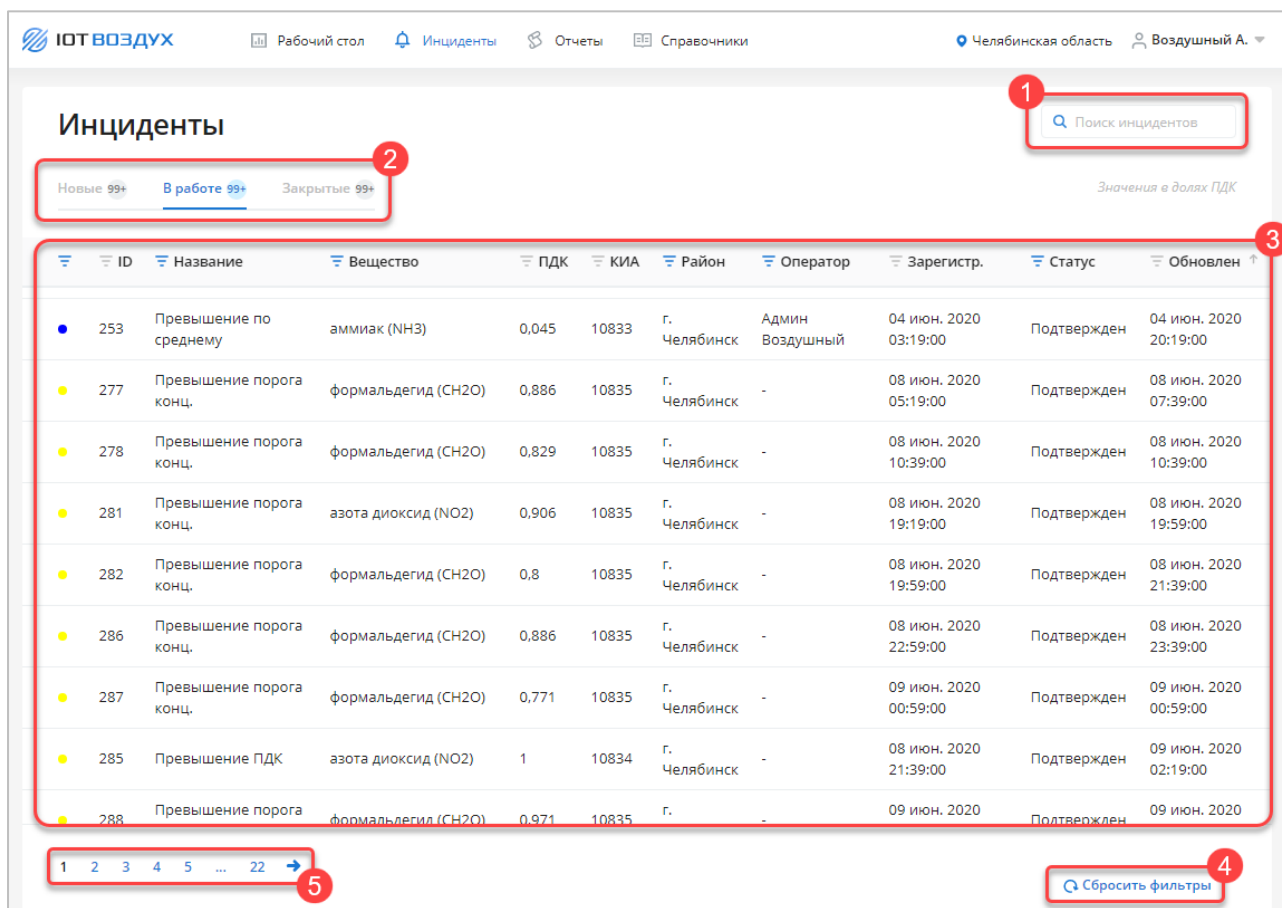 IOT ВОЗДУХ Рабочий стол Инциденты Отчеты Справочники Челябинская область Воздушный А.
1
Инциденты Поиск инцидентов
2
Новые 99+ В работе 99+ Закрытые 99+ Значения в долях ПДК
3
ID Название Вещество ПДК КИА Район Оператор Зарегистр. Статус Обновлен
253 Превышение по среднему аммиак (NH3) 0,045 10833 г. Челябинск Админ Воздушный 04 июн. 2020 03:19:00 Подтвержден 04 июн. 2020 20:19:00
277 Превышение порога конц. формальдегид (CH2O) 0,886 10835 г. Челябинск - 08 июн. 2020 05:19:00 Подтвержден 08 июн. 2020 07:39:00
278 Превышение порога конц. формальдегид (CH2O) 0,829 10835 г. Челябинск - 08 июн. 2020 10:39:00 Подтвержден 08 июн. 2020 10:39:00
281 Превышение порога конц. азота диоксид (NO2) 0,906 10835 г. Челябинск - 08 июн. 2020 19:19:00 Подтвержден 08 июн. 2020 19:59:00
282 Превышение порога конц. формальдегид (CH2O) 0,8 10835 г. Челябинск - 08 июн. 2020 19:59:00 Подтвержден 08 июн. 2020 21:39:00
286 Превышение порога конц. формальдегид (CH2O) 0,886 10835 г. Челябинск - 08 июн. 2020 22:59:00 Подтвержден 08 июн. 2020 23:39:00
287 Превышение порога конц. формальдегид (CH2O) 0,771 10835 г. Челябинск - 09 июн. 2020 00:59:00 Подтвержден 09 июн. 2020 00:59:00
285 Превышение ПДК азота диоксид (NO2) 1 10834 г. Челябинск - 08 июн. 2020 21:39:00 Подтвержден 09 июн. 2020 02:19:00
288 Превышение порога формальдегид (CH2O) 0,971 10835 г. - 09 июн. 2020 Подтвержден 09 июн. 2020
1 2 3 4 5 ... 22
5
4
Сбросить фильтры